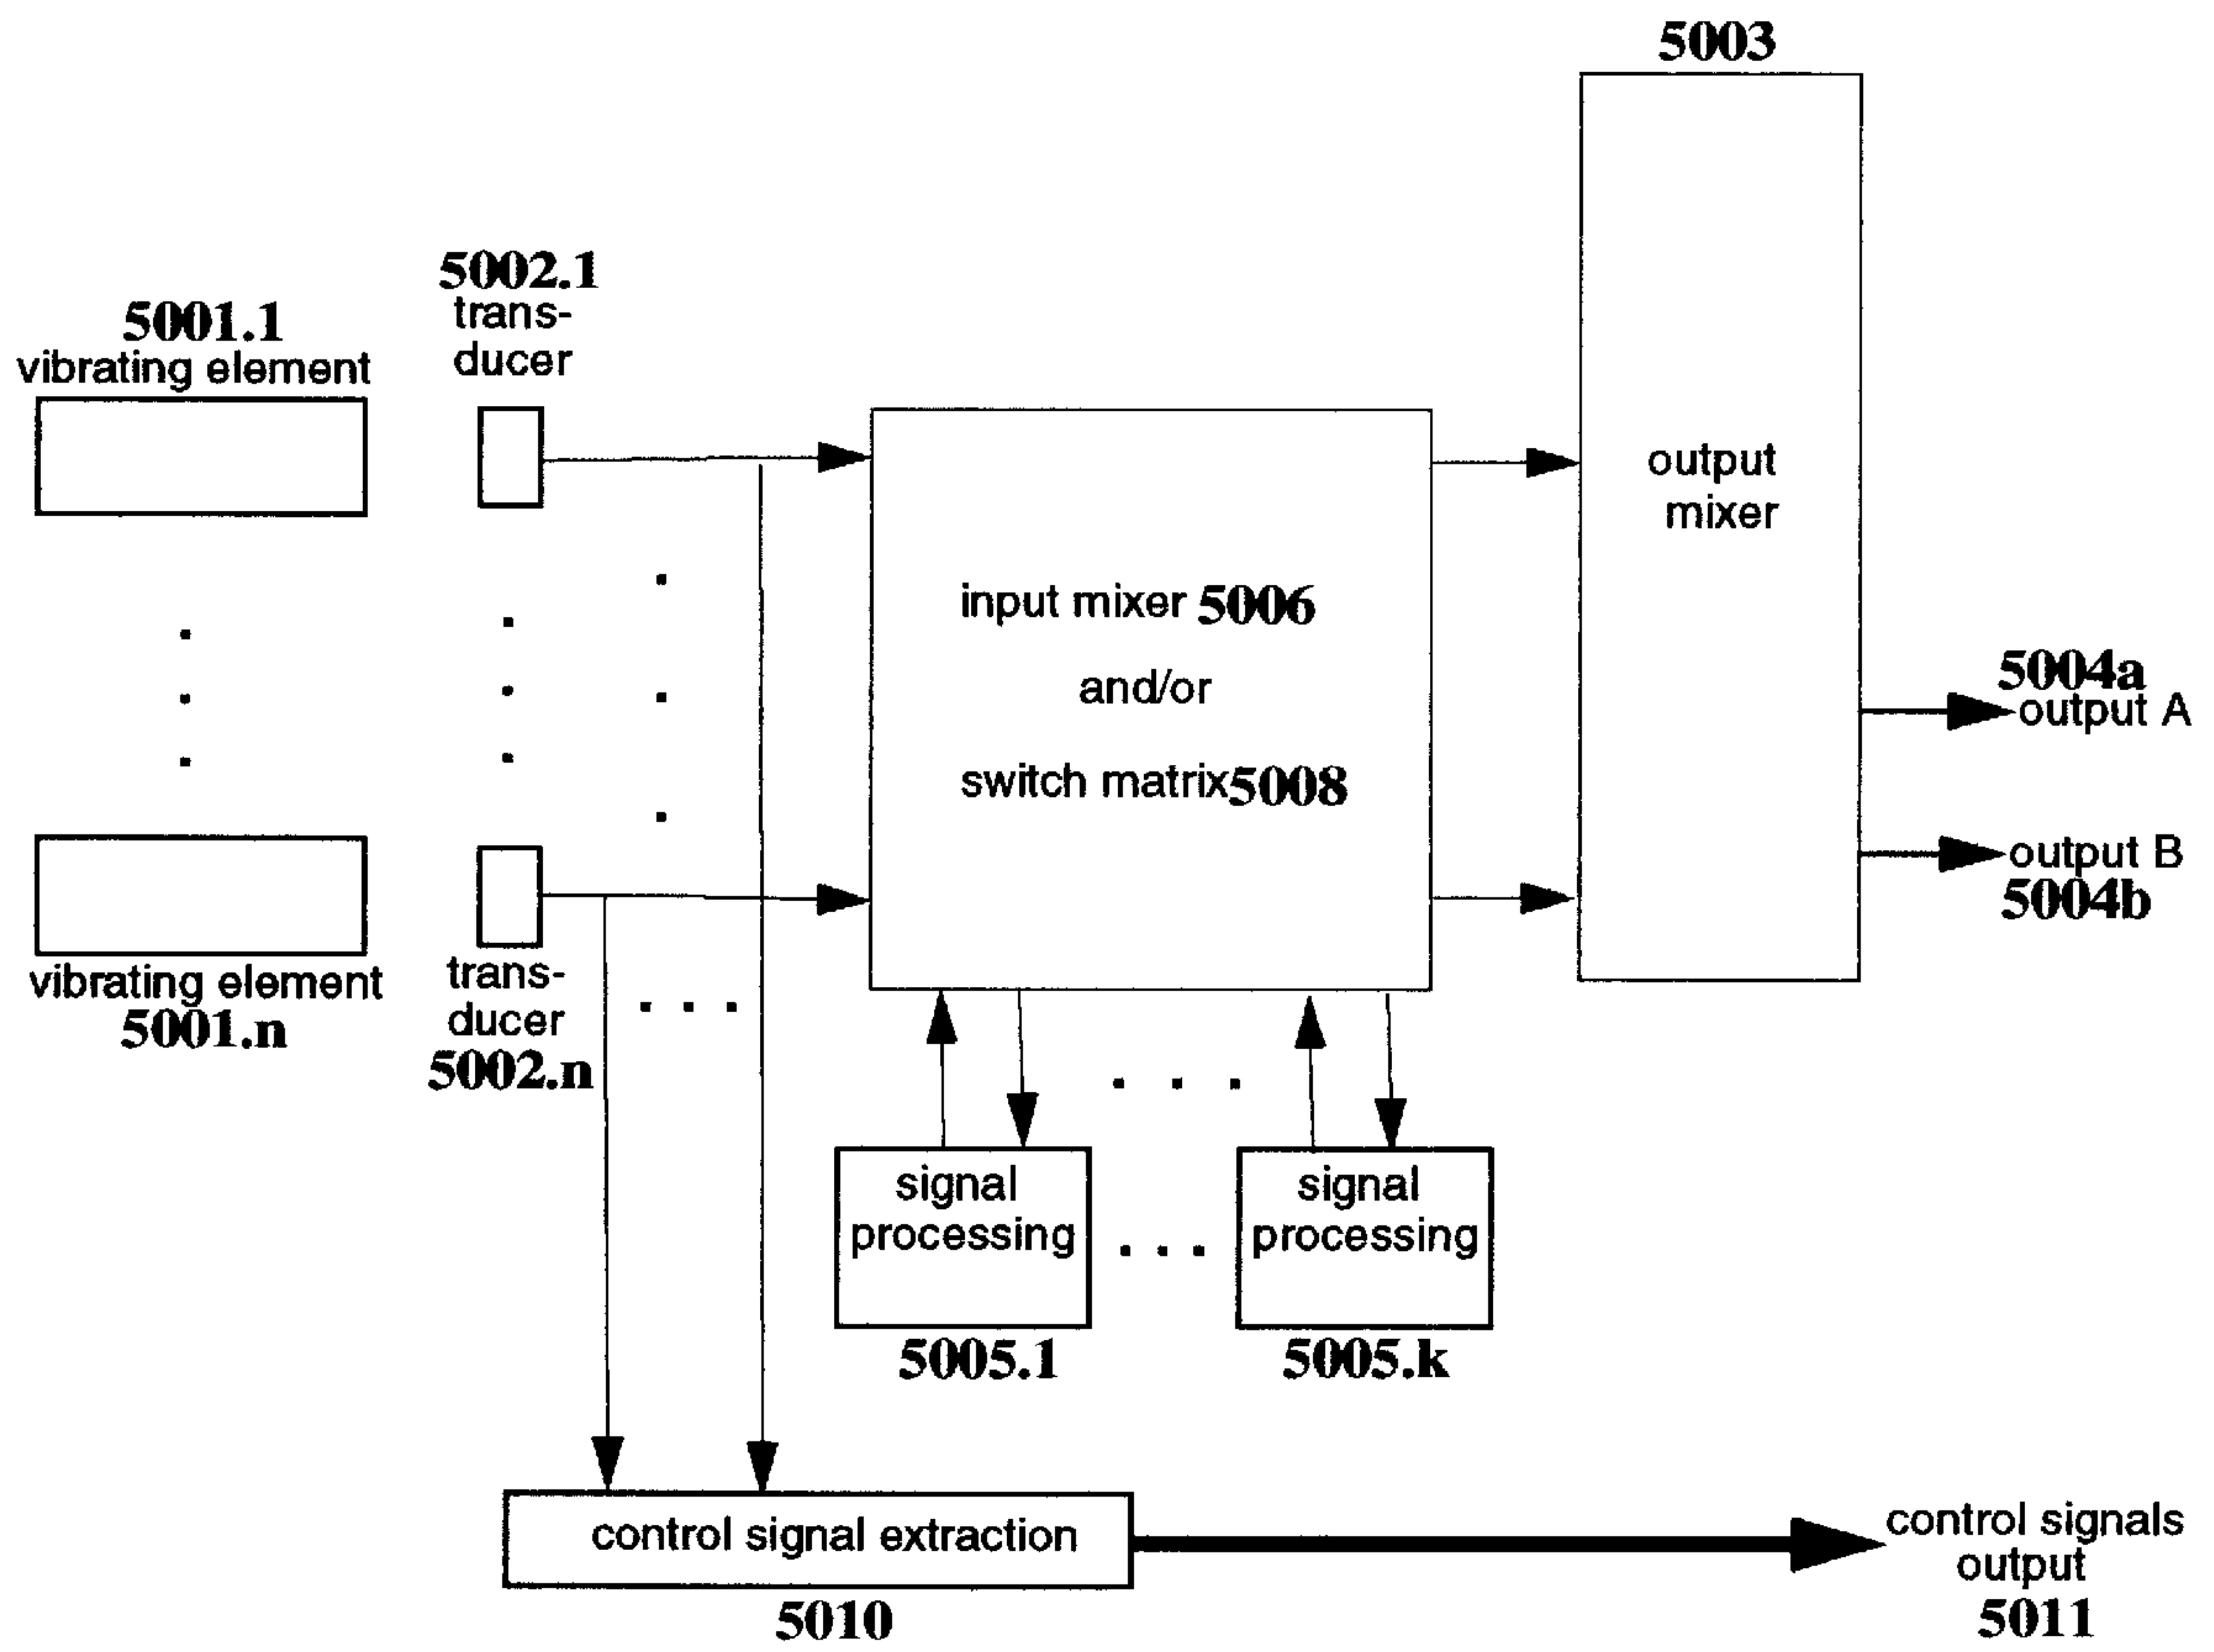 5003
5002.1
trans-
ducer
5001.1
vibrating element
output
mixer
input mixer 5006
and/or
switch matrix5008
5004a
output A
output B
5004b
vibrating element
5001.n
trans-
ducer
5002.n
signal
processing
5005.1
signal
processing
5005.k
control signal extraction
5010
control signals
output
5011